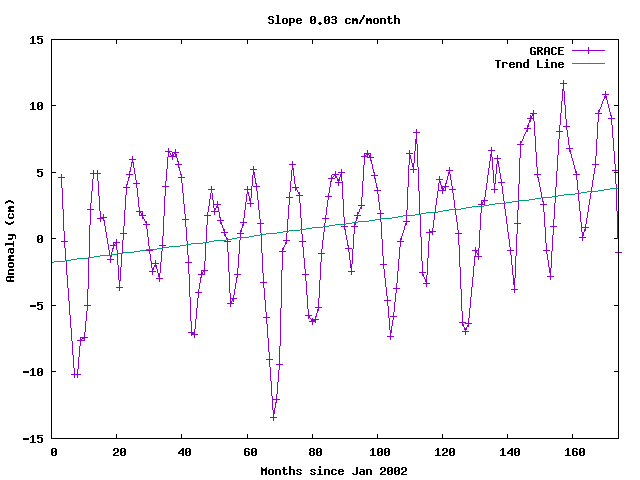 Slope 0.03 cm/month
GRACE
Trend Line
15
10
5
0
-5
-10
-15
Anomaly (cm)
0 20 40 60 80 100 120 140 160
Months since Jan 2002